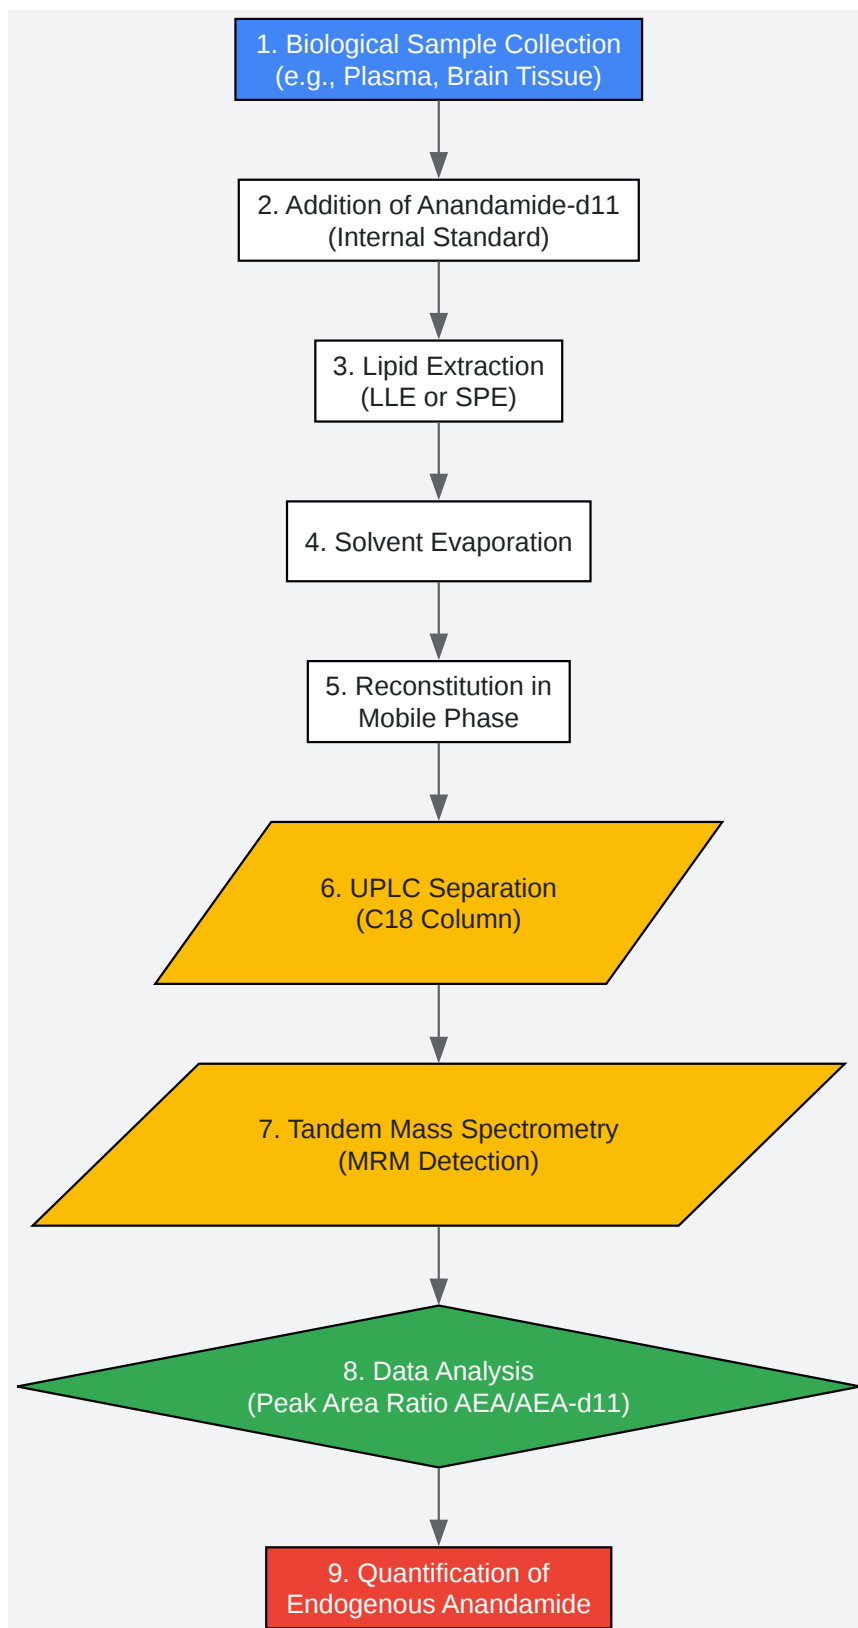 1. Biological Sample Collection
(e.g., Plasma, Brain Tissue)
2. Addition of Anandamide-d11
(Internal Standard)
3. Lipid Extraction
(LLE or SPE)
4. Solvent Evaporation
5. Reconstitution in
Mobile Phase
6. UPLC Separation
(C18 Column)
7. Tandem Mass Spectrometry
(MRM Detection)
8. Data Analysis
(Peak Area Ratio AEA/AEA-d11)
9. Quantification of
Endogenous Anandamide